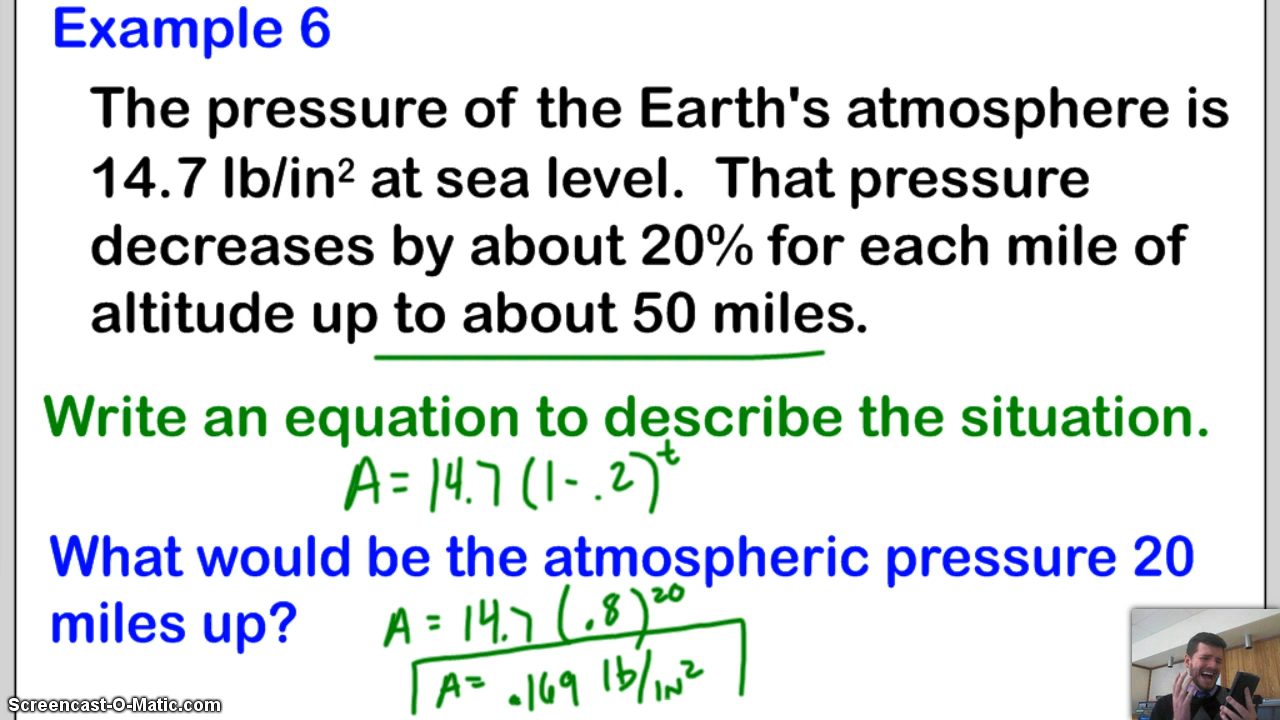 Example 6
The pressure of the Earth's atmosphere is
14.7 lb/in² at sea level. That pressure
decreases by about 20% for each mile of
altitude up to about 50 miles.
Write an equation to describe the situation.
A = 14.7 (1 - .2)^t
What would be the atmospheric pressure 20
miles up?
A = 14.7 (.8)^20
A = .169 lb/IN²
Screencast-O-Matic.com